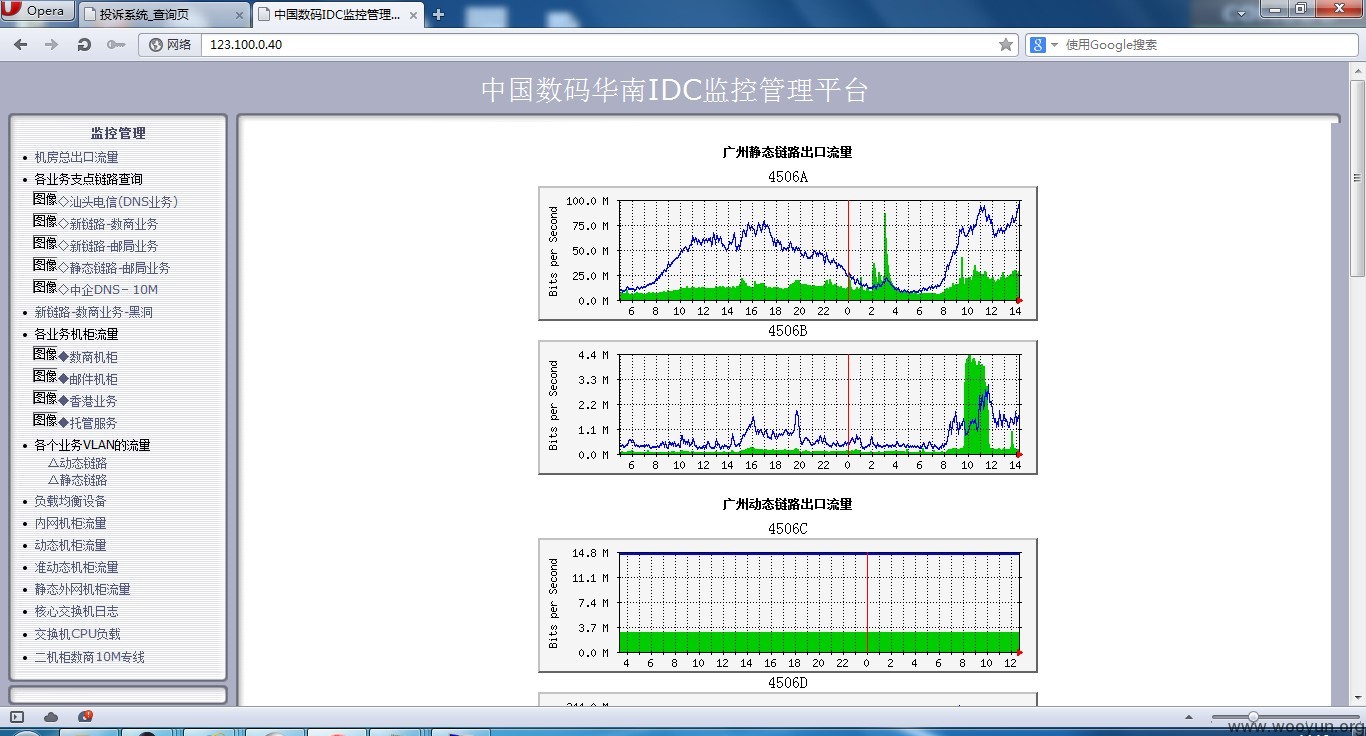 Opera
投诉系统_查询页
中国数码IDC监控管理...
网络
123.100.0.40
使用Google搜索
中国数码华南IDC监控管理平台
监控管理
机房总出口流量
各业务支点链路查询
图像◇汕头电信(DNS业务)
图像◇新链路-数商业务
图像◇新链路-邮局业务
图像◇静态链路-邮局业务
图像◇中企DNS－10M
新链路-数商业务-黑洞
各业务机柜流量
图像◆数商机柜
图像◆邮件机柜
图像◆香港业务
图像◆托管服务
各个业务VLAN的流量
△动态链路
△静态链路
负载均衡设备
内网机柜流量
动态机柜流量
准动态机柜流量
静态外网机柜流量
核心交换机日志
交换机CPU负载
二机柜数商10M专线
广州静态链路出口流量
4506A
Bits per Second
100.0 M
75.0 M
50.0 M
25.0 M
0.0 M
6 8 10 12 14 16 18 20 22 0 2 4 6 8 10 12 14
4506B
Bits per Second
4.4 M
3.3 M
2.2 M
1.1 M
0.0 M
6 8 10 12 14 16 18 20 22 0 2 4 6 8 10 12 14
广州动态链路出口流量
4506C
Bits per Second
14.8 M
11.1 M
7.4 M
3.7 M
0.0 M
4 6 8 10 12 14 16 18 20 22 0 2 4 6 8 10 12
4506D
www.wooyun.org